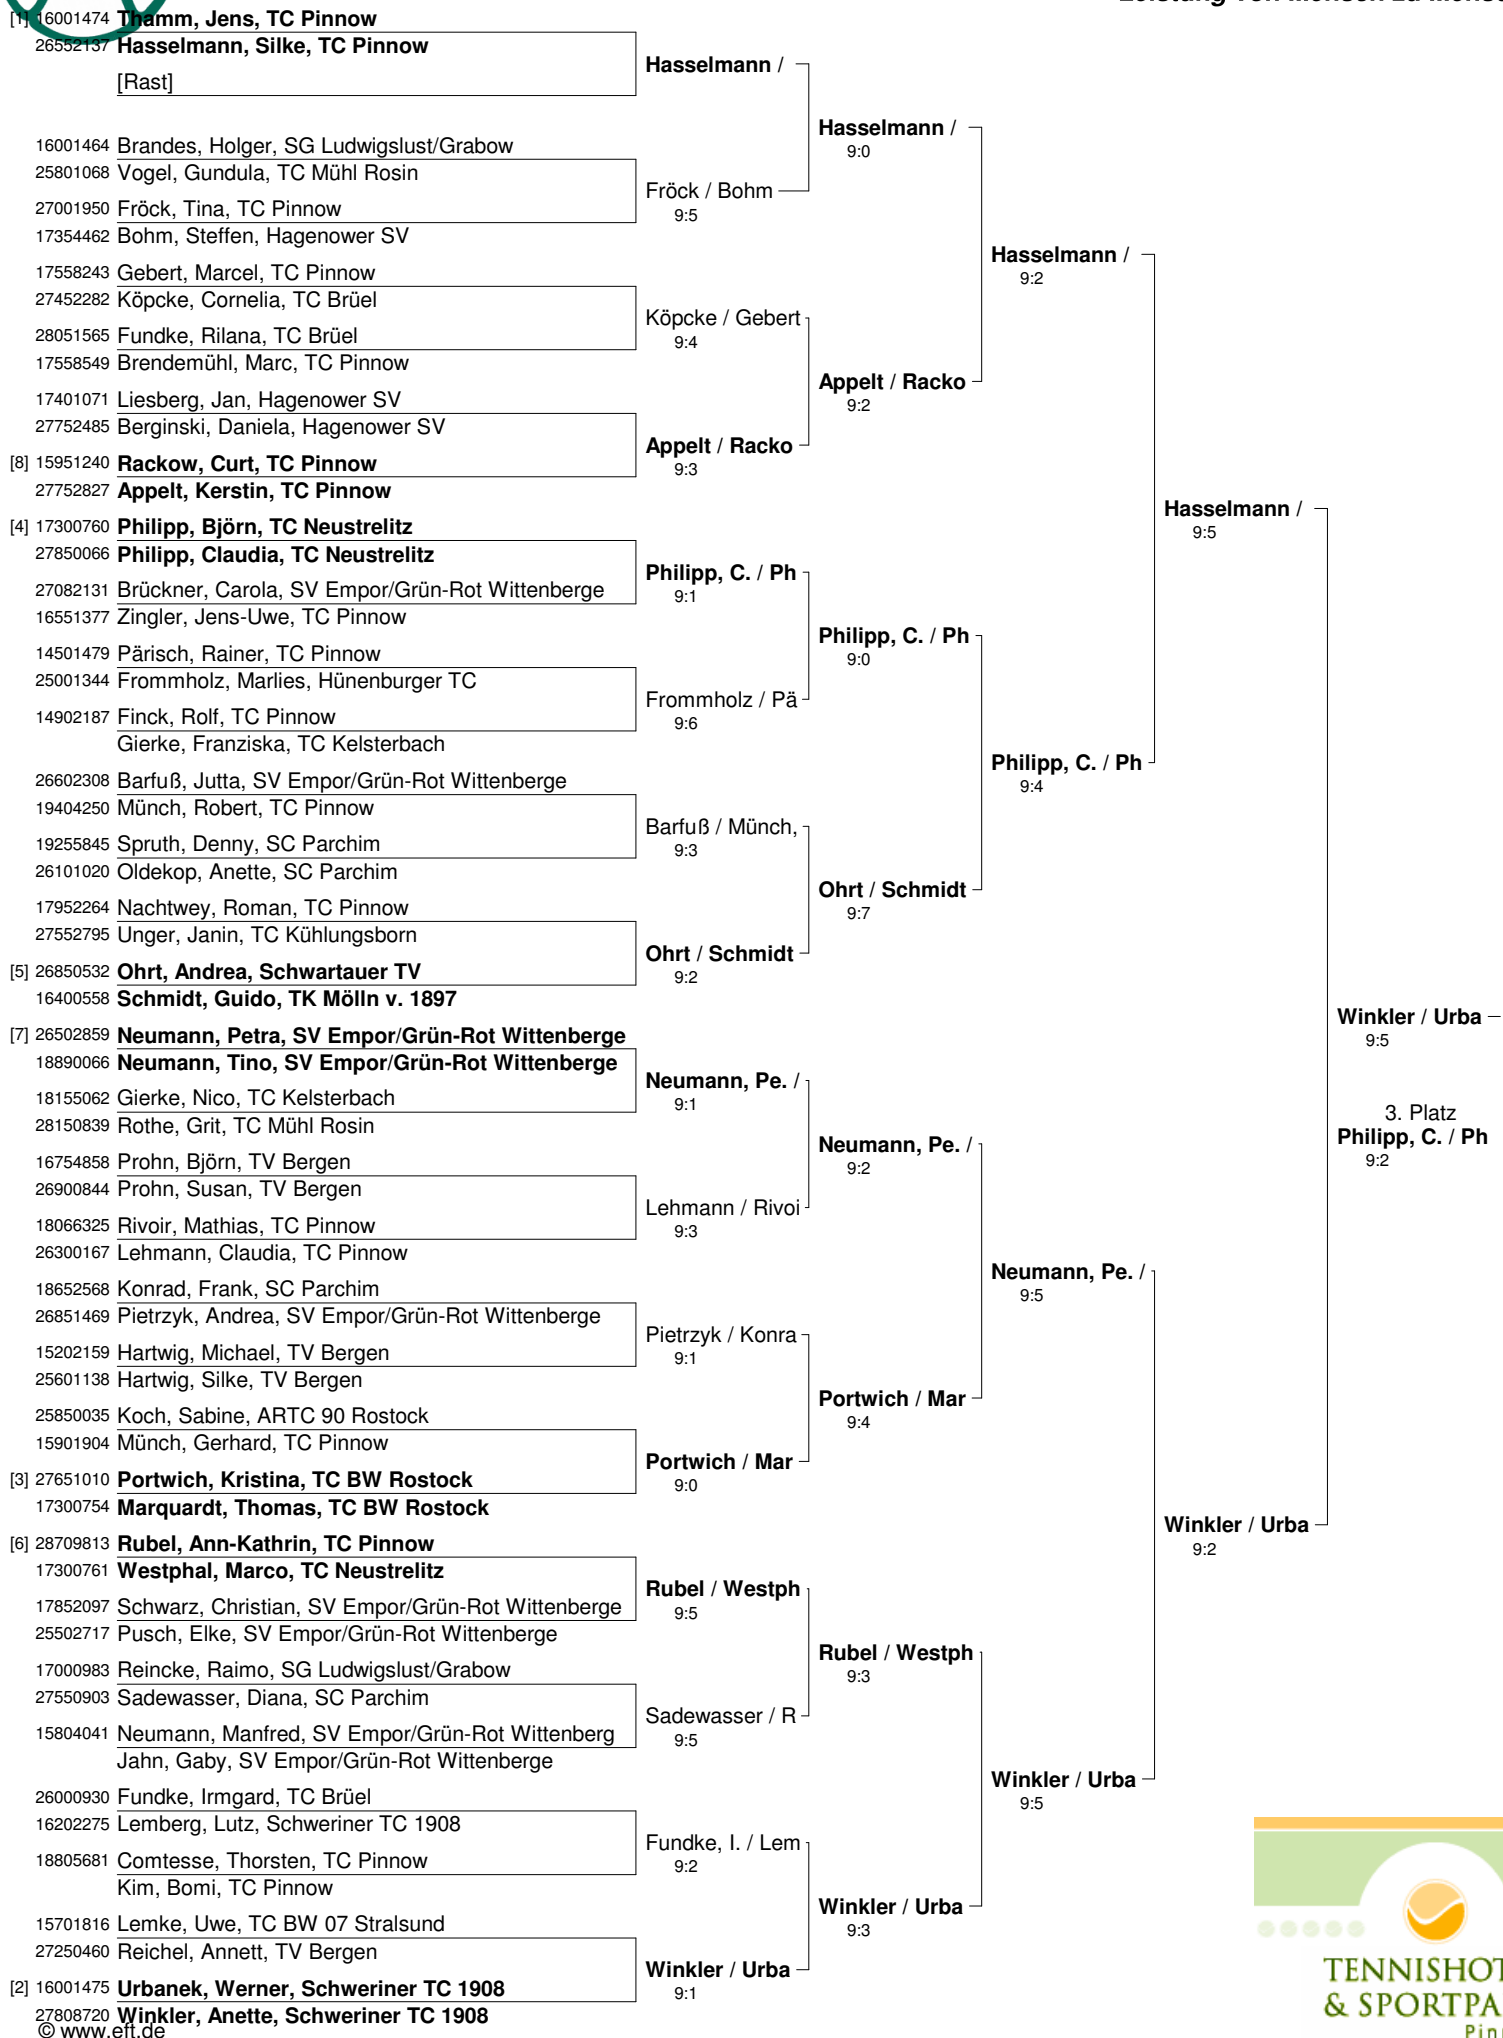 [1] 16001474 Thamm, Jens, TC Pinnow
26552137 Hasselmann, Silke, TC Pinnow
[Rast]
16001464 Brandes, Holger, SG Ludwigslust/Grabow
25801068 Vogel, Gundula, TC Mühl Rosin
27001950 Fröck, Tina, TC Pinnow
17354462 Bohm, Steffen, Hagenower SV
17558243 Gebert, Marcel, TC Pinnow
27452282 Köpcke, Cornelia, TC Brüel
28051565 Fundke, Rilana, TC Brüel
17558549 Brendemühl, Marc, TC Pinnow
17401071 Liesberg, Jan, Hagenower SV
27752485 Berginski, Daniela, Hagenower SV
[8] 15951240 Rackow, Curt, TC Pinnow
27752827 Appelt, Kerstin, TC Pinnow
[4] 17300760 Philipp, Björn, TC Neustrelitz
27850066 Philipp, Claudia, TC Neustrelitz
27082131 Brückner, Carola, SV Empor/Grün-Rot Wittenberge
16551377 Zingler, Jens-Uwe, TC Pinnow
14501479 Pärisch, Rainer, TC Pinnow
25001344 Frommholz, Marlies, Hünenburger TC
14902187 Finck, Rolf, TC Pinnow
Gierke, Franziska, TC Kelsterbach
26602308 Barfuß, Jutta, SV Empor/Grün-Rot Wittenberge
19404250 Münch, Robert, TC Pinnow
19255845 Spruth, Denny, SC Parchim
26101020 Oldekop, Anette, SC Parchim
17952264 Nachtwey, Roman, TC Pinnow
27552795 Unger, Janin, TC Kühlungsborn
[5] 26850532 Ohrt, Andrea, Schwartauer TV
16400558 Schmidt, Guido, TK Mölln v. 1897
[7] 26502859 Neumann, Petra, SV Empor/Grün-Rot Wittenberge
18890066 Neumann, Tino, SV Empor/Grün-Rot Wittenberge
18155062 Gierke, Nico, TC Kelsterbach
28150839 Rothe, Grit, TC Mühl Rosin
16754858 Prohn, Björn, TV Bergen
26900844 Prohn, Susan, TV Bergen
18066325 Rivoir, Mathias, TC Pinnow
26300167 Lehmann, Claudia, TC Pinnow
18652568 Konrad, Frank, SC Parchim
26851469 Pietrzyk, Andrea, SV Empor/Grün-Rot Wittenberge
15202159 Hartwig, Michael, TV Bergen
25601138 Hartwig, Silke, TV Bergen
25850035 Koch, Sabine, ARTC 90 Rostock
15901904 Münch, Gerhard, TC Pinnow
[3] 27651010 Portwich, Kristina, TC BW Rostock
17300754 Marquardt, Thomas, TC BW Rostock
[6] 28709813 Rubel, Ann-Kathrin, TC Pinnow
17300761 Westphal, Marco, TC Neustrelitz
17852097 Schwarz, Christian, SV Empor/Grün-Rot Wittenberge
25502717 Pusch, Elke, SV Empor/Grün-Rot Wittenberge
17000983 Reincke, Raimo, SG Ludwigslust/Grabow
27550903 Sadewasser, Diana, SC Parchim
15804041 Neumann, Manfred, SV Empor/Grün-Rot Wittenberg
Jahn, Gaby, SV Empor/Grün-Rot Wittenberge
26000930 Fundke, Irmgard, TC Brüel
16202275 Lemberg, Lutz, Schweriner TC 1908
18805681 Comtesse, Thorsten, TC Pinnow
Kim, Bomi, TC Pinnow
15701816 Lemke, Uwe, TC BW 07 Stralsund
27250460 Reichel, Annett, TV Bergen
[2] 16001475 Urbanek, Werner, Schweriner TC 1908
27808720 Winkler, Anette, Schweriner TC 1908
© www.eft.de
Hasselmann /
Fröck / Bohm
9:5
Köpcke / Gebert
9:4
Appelt / Racko
9:3
Philipp, C. / Ph
9:1
Frommholz / Pä
9:6
Barfuß / Münch,
9:3
Ohrt / Schmidt
9:2
Neumann, Pe. /
9:1
Lehmann / Rivoi
9:3
Pietrzyk / Konra
9:1
Portwich / Mar
9:0
Rubel / Westph
9:5
Sadewasser / R
9:5
Fundke, I. / Lem
9:2
Winkler / Urba
9:1
Hasselmann /
9:0
Appelt / Racko
9:2
Philipp, C. / Ph
9:0
Ohrt / Schmidt
9:7
Neumann, Pe. /
9:2
Portwich / Mar
9:4
Rubel / Westph
9:3
Winkler / Urba
9:3
Hasselmann /
9:2
Philipp, C. / Ph
9:4
Neumann, Pe. /
9:5
Winkler / Urba
9:5
Hasselmann /
9:5
Winkler / Urba
9:2
Winkler / Urba
9:5
3. Platz
Philipp, C. / Ph
9:2
TENNISHOT
& SPORTPA